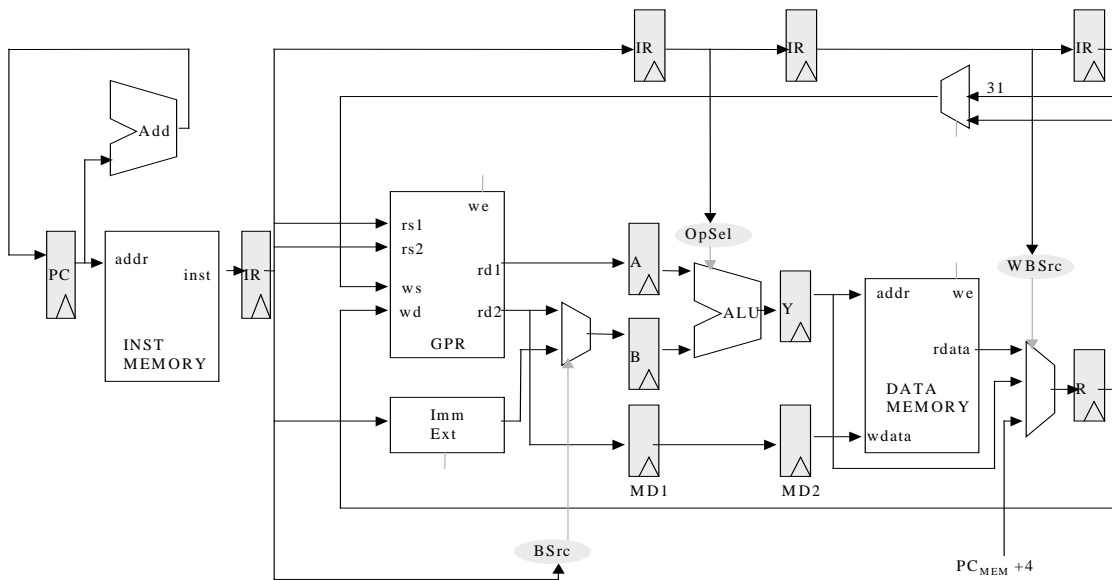 IR
IR
IR
31
Add
we
rs1
rs2
OpSel
PC
addr
inst
IR
rd1
A
WBSrc
ws
addr
we
wd
rd2
ALU
Y
INST
MEMORY
GPR
B
rdata
R
DATA
MEMORY
Imm
Ext
wdata
MD1
MD2
BSrc
PCMEM +4